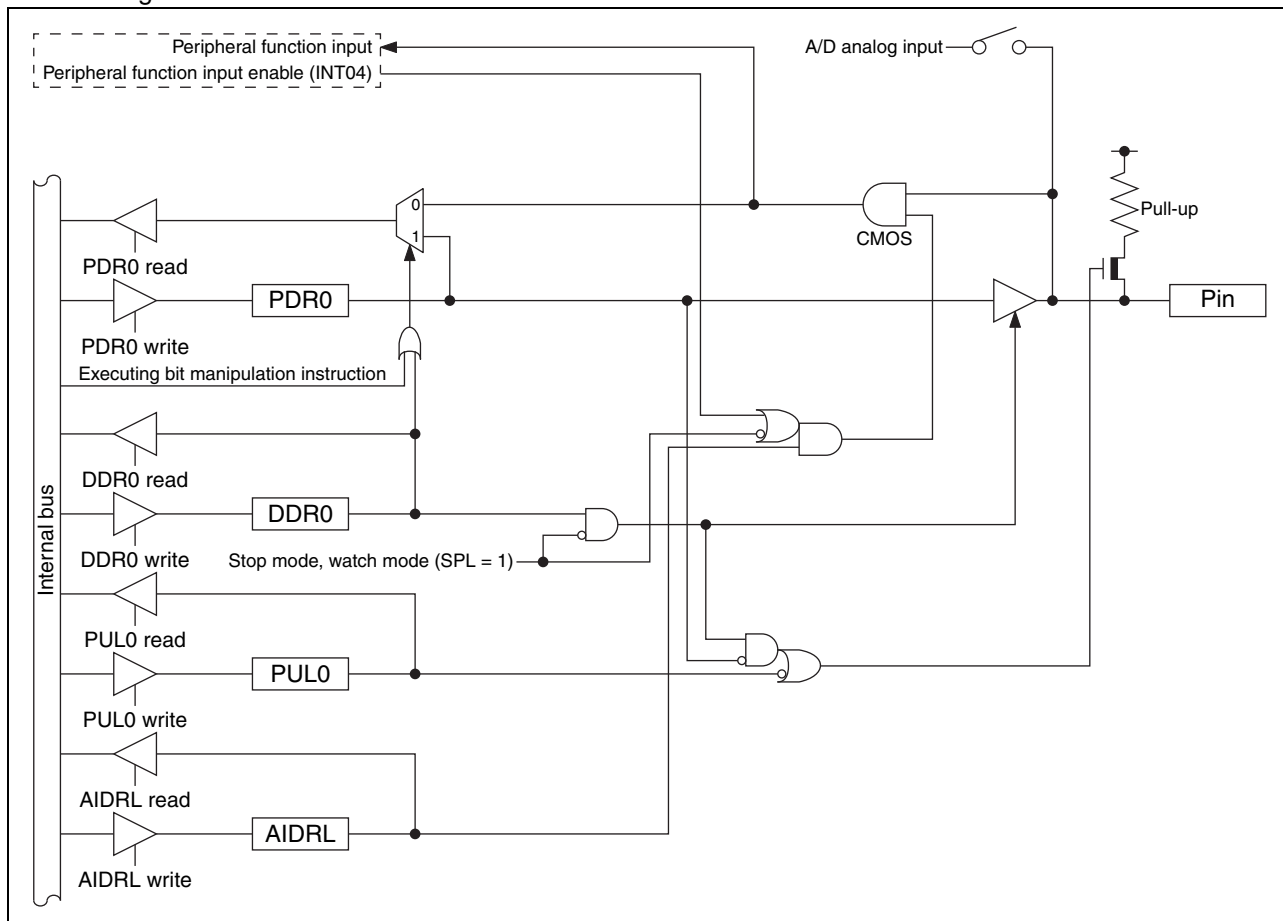 Peripheral function input
A/D analog input
Peripheral function input enable (INT04)
0
1
CMOS
Pull-up
PDR0 read
PDR0
Pin
PDR0 write
Executing bit manipulation instruction
DDR0 read
DDR0
DDR0 write
Stop mode, watch mode (SPL = 1)
Internal bus
PUL0 read
PUL0
PUL0 write
AIDRL read
AIDRL
AIDRL write